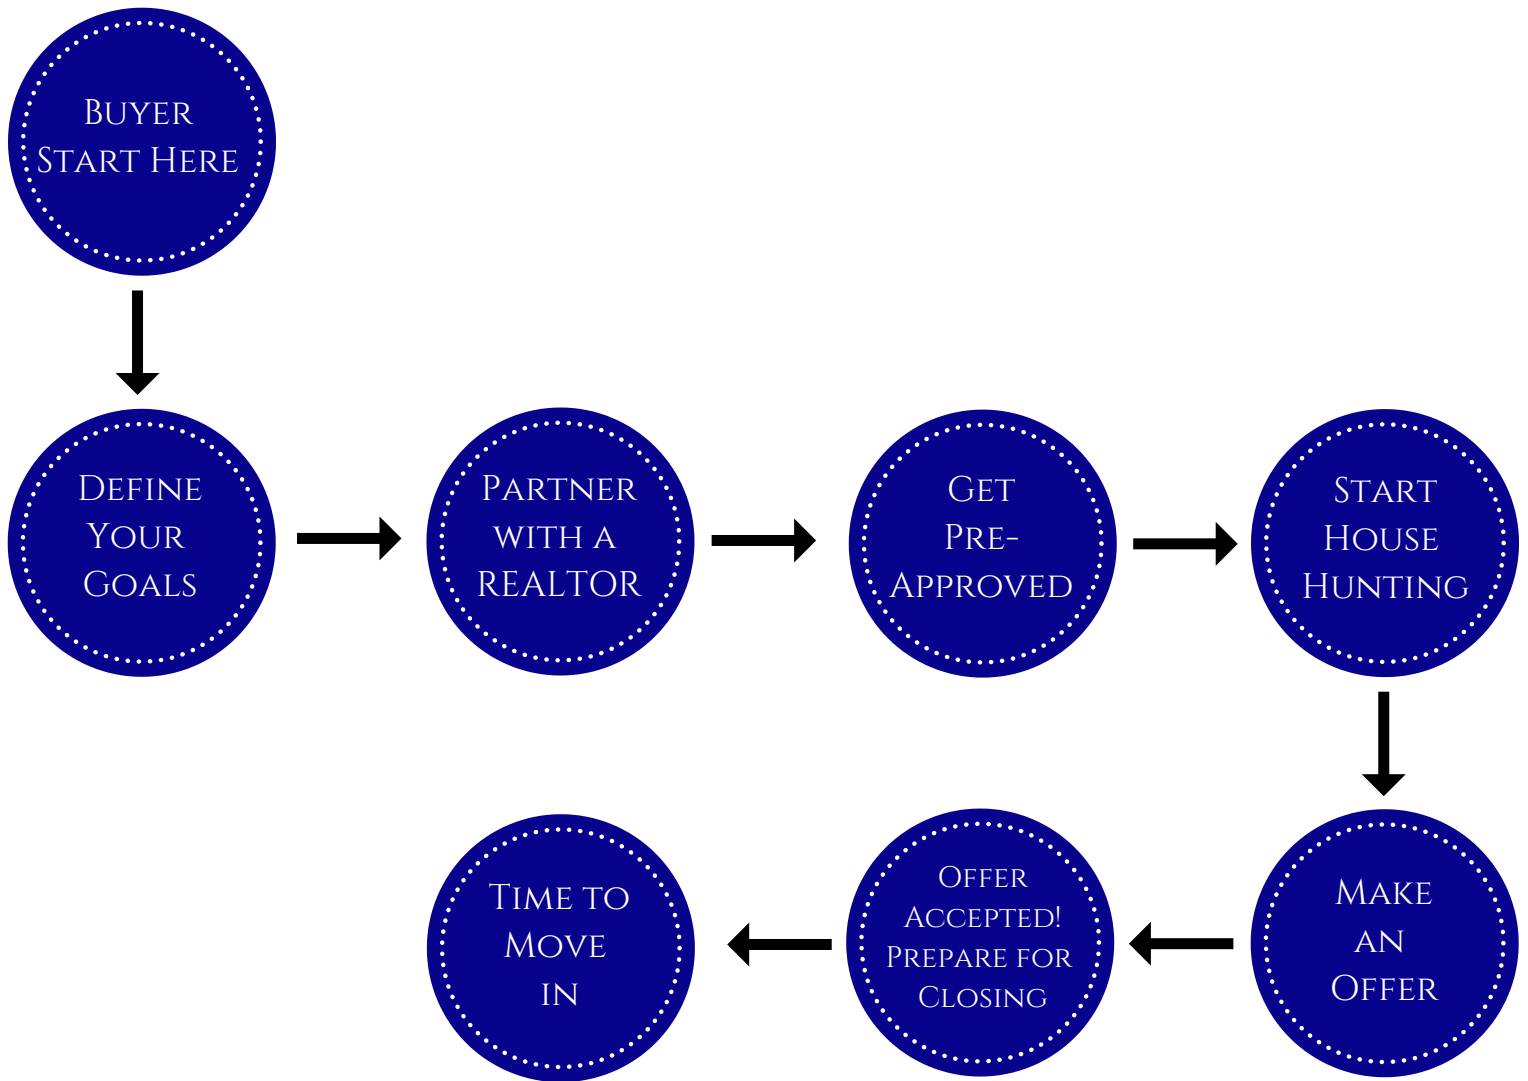 Buyer
Start Here
Define
Your
Goals
Partner
with a
REALTOR
Get
Pre-
Approved
Start
House
Hunting
Make
an
Offer
Offer
Accepted!
Prepare for
Closing
Time to
Move
in